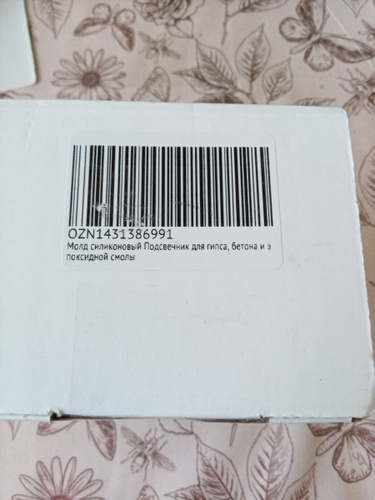 OZN1431386991
Молд силиконовый Подсвечник для гипса, бетона и э
поксидной смолы